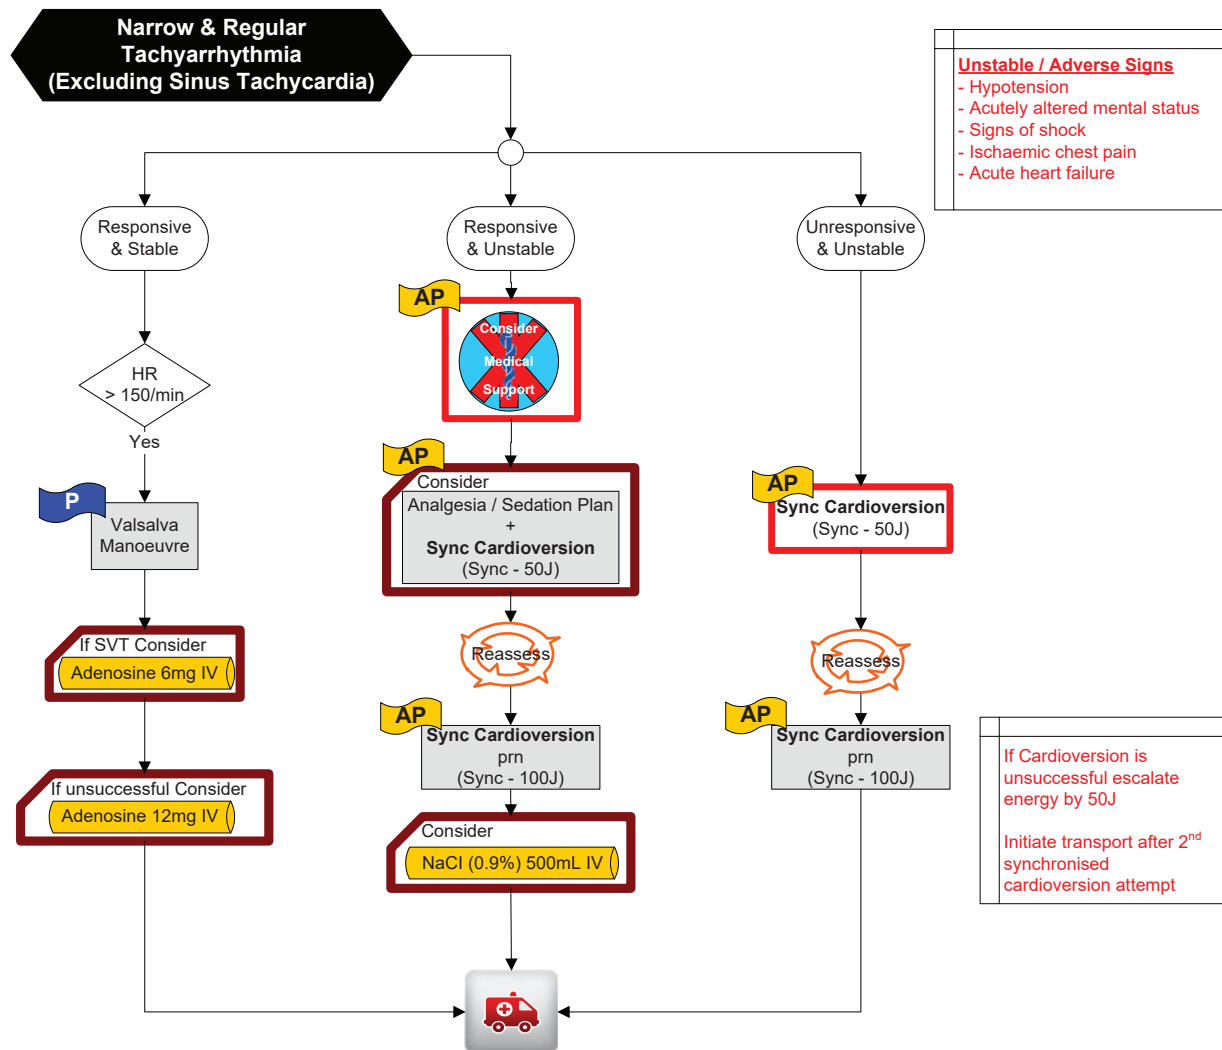 Narrow & Regular
Tachyarrhythmia
(Excluding Sinus Tachycardia)
Unstable / Adverse Signs
- Hypotension
- Acutely altered mental status
- Signs of shock
- Ischaemic chest pain
- Acute heart failure
Responsive
& Stable
HR
> 150/min
Yes
P
Valsalva
Manoeuvre
If SVT Consider
Adenosine 6mg IV
If unsuccessful Consider
Adenosine 12mg IV
Responsive
& Unstable
AP
Consider
Medical
Support
AP
Consider
Analgesia / Sedation Plan
+
Sync Cardioversion
(Sync - 50J)
Reassess
AP
Sync Cardioversion
prn
(Sync - 100J)
Consider
NaCl (0.9%) 500mL IV
Unresponsive
& Unstable
AP
Sync Cardioversion
(Sync - 50J)
Reassess
AP
Sync Cardioversion
prn
(Sync - 100J)
If Cardioversion is
unsuccessful escalate
energy by 50J
Initiate transport after 2nd
synchronised
cardioversion attempt